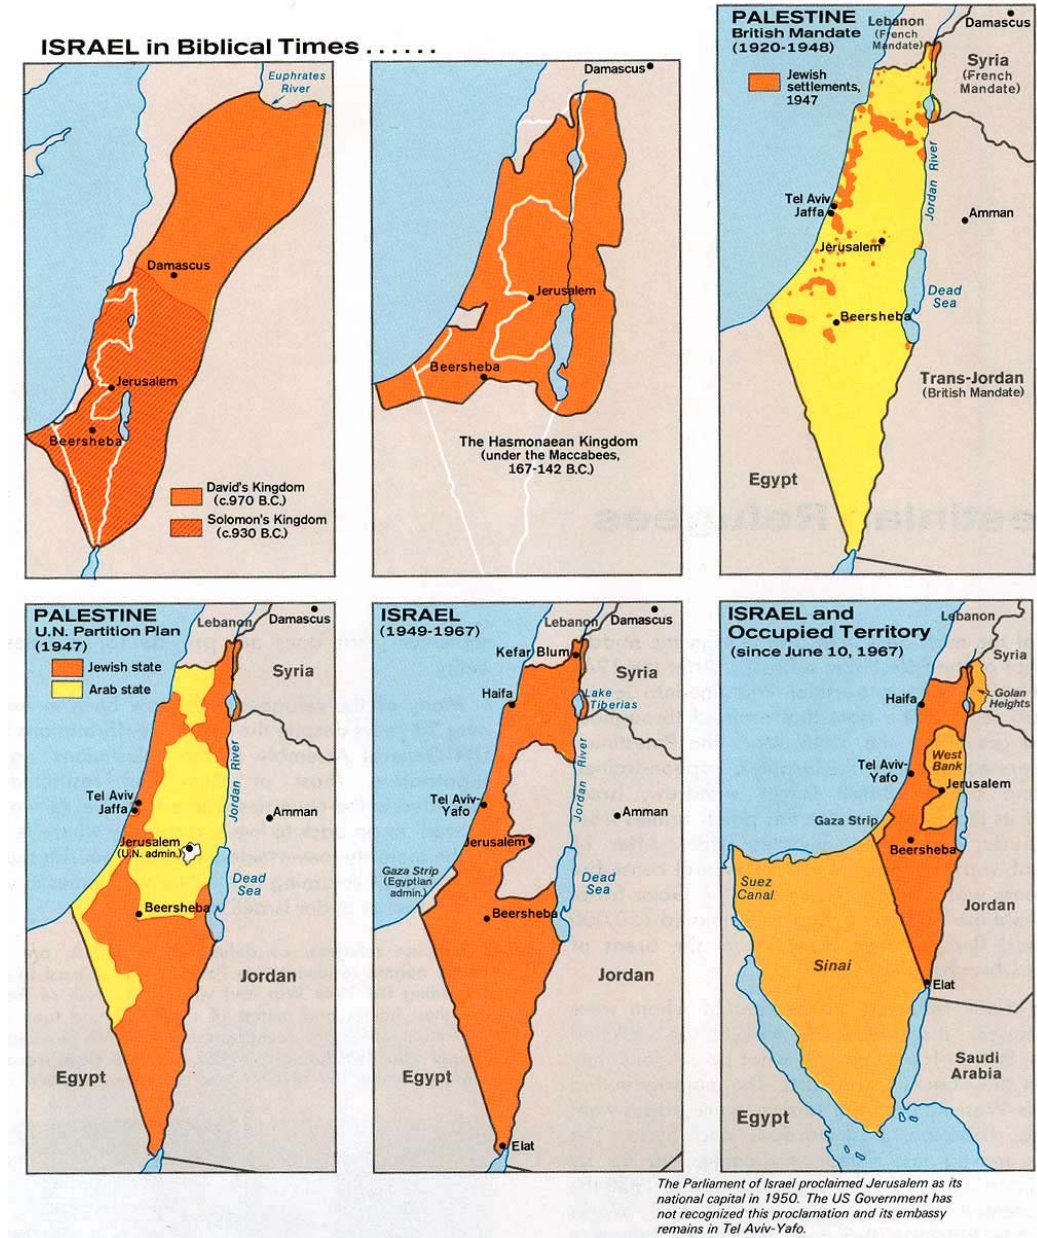 ISRAEL in Biblical Times . . . . . .
Euphrates
River
Damascus
Jerusalem
Beersheba
David's Kingdom
(c.970 B.C.)
Solomon's Kingdom
(c.930 B.C.)
Damascus
Jerusalem
Beersheba
The Hasmonaean Kingdom
(under the Maccabees,
167-142 B.C.)
PALESTINE
British Mandate
(1920-1948)
Jewish
settlements,
1947
Lebanon
(French
Mandate)
Damascus
Syria
(French
Mandate)
Jordan River
Tel Aviv
Jaffa
Amman
Jerusalem
Dead
Sea
Beersheba
Trans-Jordan
(British Mandate)
Egypt
PALESTINE
U.N. Partition Plan
(1947)
Jewish state
Arab state
Lebanon
Damascus
Syria
Jordan River
Tel Aviv
Jaffa
Amman
Jerusalem
(U.N. admin.)
Dead
Sea
Beersheba
Jordan
Egypt
ISRAEL
(1949-1967)
Lebanon
Damascus
Kefar Blum
Syria
Haifa
Lake
Tiberias
Jordan River
Tel Aviv-
Yafo
Amman
Jerusalem
Gaza Strip
(Egyptian
admin.)
Dead
Sea
Beersheba
Jordan
Egypt
Elat
ISRAEL and
Occupied Territory
(since June 10, 1967)
Lebanon
Syria
Haifa
Golan
Heights
West
Bank
Tel Aviv-
Yafo
Jerusalem
Gaza Strip
Beersheba
Suez
Canal
Jordan
Sinai
Elat
Saudi
Arabia
Egypt
The Parliament of Israel proclaimed Jerusalem as its
national capital in 1950. The US Government has
not recognized this proclamation and its embassy
remains in Tel Aviv-Yafo.